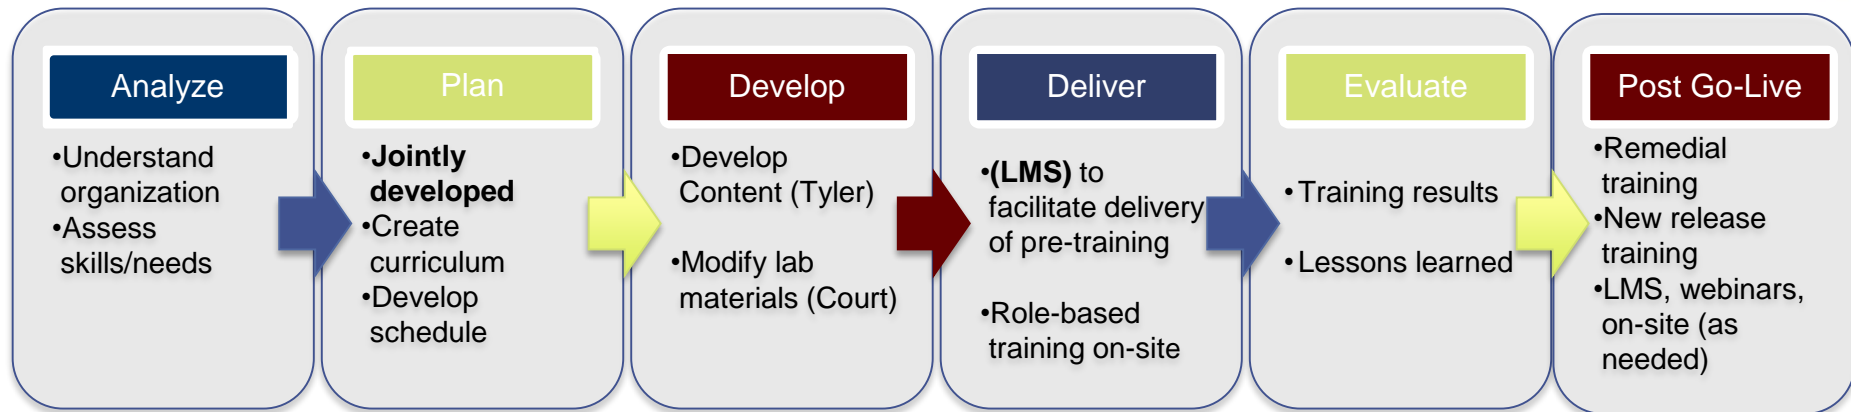 Analyze
•Understand
organization
•Assess
skills/needs
Plan
•Jointly
developed
•Create
curriculum
•Develop
schedule
Develop
•Develop
Content (Tyler)
•Modify lab
materials (Court)
Deliver
•(LMS) to
facilitate delivery
of pre-training
•Role-based
training on-site
Evaluate
•Training results
•Lessons learned
Post Go-Live
•Remedial
training
•New release
training
•LMS, webinars,
on-site (as
needed)